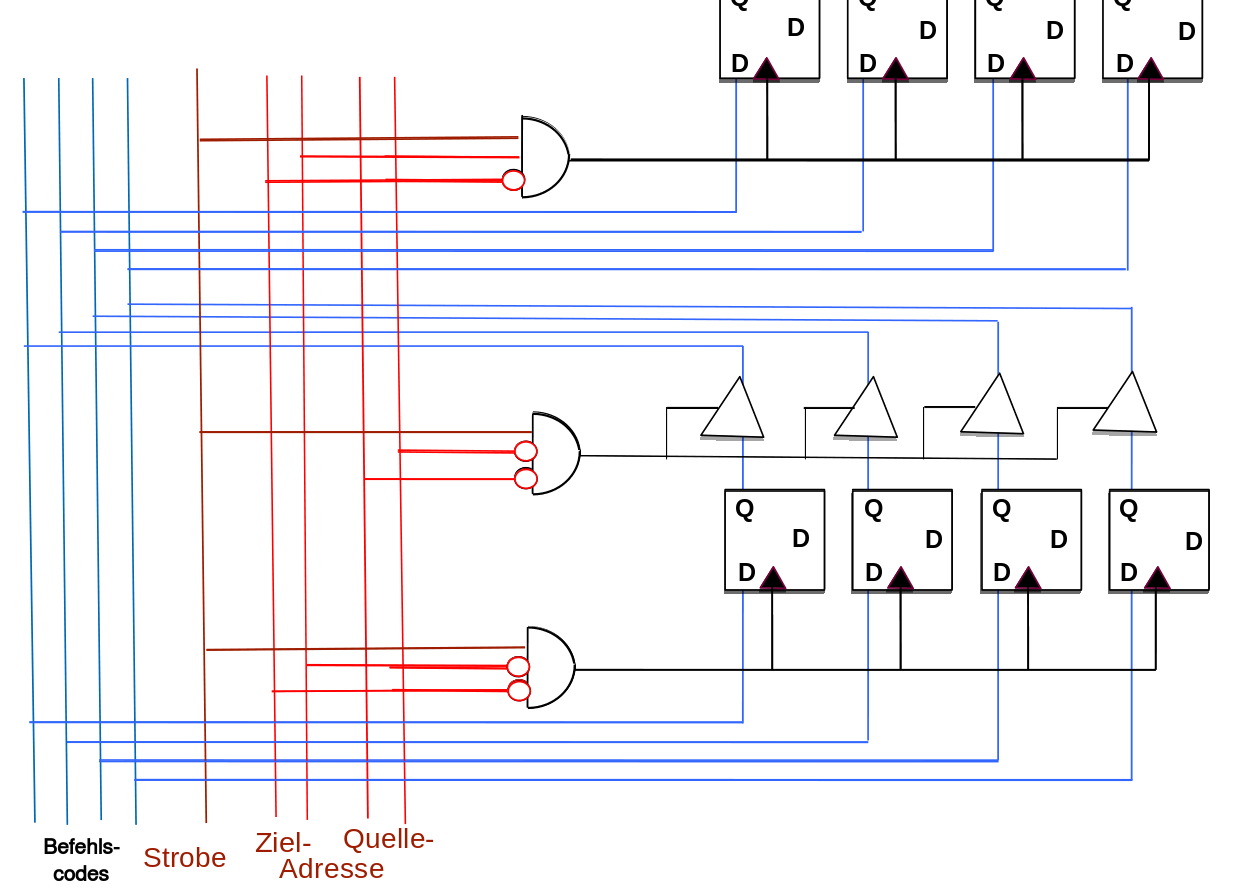 Q Q Q Q
D D D D
D D D D
Q Q Q Q
D D D D
D D D D
Befehls-
codes
Strobe
Ziel-
Quelle-
Adresse